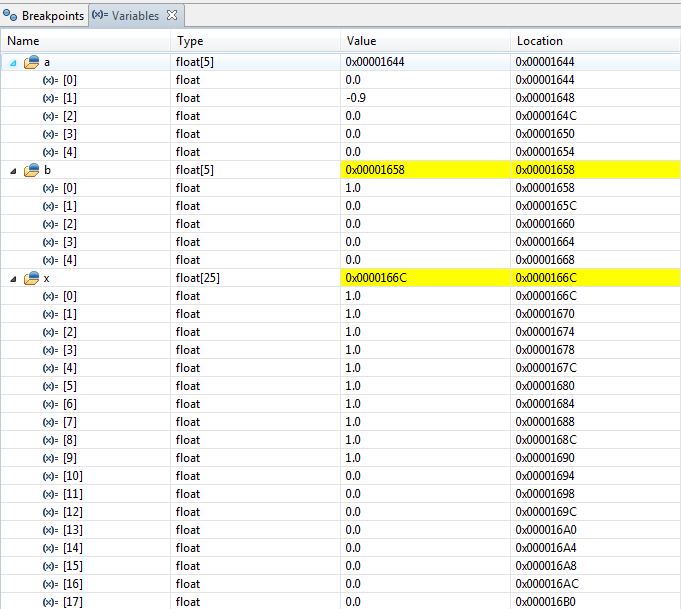 Breakpoints (x)= Variables
Name Type Value Location
a float[5] 0x00001644 0x00001644
(x)= [0] float 0.0 0x00001644
(x)= [1] float -0.9 0x00001648
(x)= [2] float 0.0 0x0000164C
(x)= [3] float 0.0 0x00001650
(x)= [4] float 0.0 0x00001654
b float[5] 0x00001658 0x00001658
(x)= [0] float 1.0 0x00001658
(x)= [1] float 0.0 0x0000165C
(x)= [2] float 0.0 0x00001660
(x)= [3] float 0.0 0x00001664
(x)= [4] float 0.0 0x00001668
x float[25] 0x0000166C 0x0000166C
(x)= [0] float 1.0 0x0000166C
(x)= [1] float 1.0 0x00001670
(x)= [2] float 1.0 0x00001674
(x)= [3] float 1.0 0x00001678
(x)= [4] float 1.0 0x0000167C
(x)= [5] float 1.0 0x00001680
(x)= [6] float 1.0 0x00001684
(x)= [7] float 1.0 0x00001688
(x)= [8] float 1.0 0x0000168C
(x)= [9] float 1.0 0x00001690
(x)= [10] float 0.0 0x00001694
(x)= [11] float 0.0 0x00001698
(x)= [12] float 0.0 0x0000169C
(x)= [13] float 0.0 0x000016A0
(x)= [14] float 0.0 0x000016A4
(x)= [15] float 0.0 0x000016A8
(x)= [16] float 0.0 0x000016AC
(x)= [17] float 0.0 0x000016B0